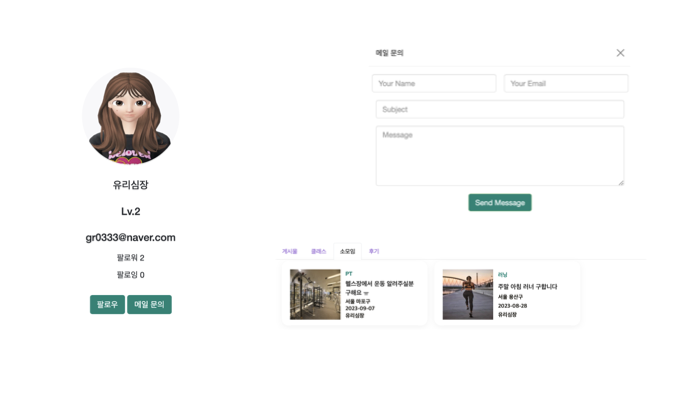 유리심장
Lv.2
gr0333@naver.com
팔로워 2
팔로잉 0
팔로우
메일 문의
메일 문의
Your Name
Your Email
Subject
Message
Send Message
게시물
클래스
소모임
후기
PT
헬스장에서 운동 알려주실분
구해요
서울 마포구
2023-09-07
유리심장
러닝
주말 아침 러너 구합니다
서울 용산구
2023-08-28
유리심장